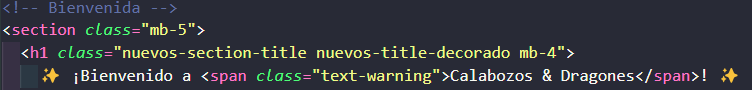 <!-- Bienvenida -->
<section class="mb-5">
<h1 class="nuevos-section-title nuevos-title-decorado mb-4">
✨ ¡Bienvenido a <span class="text-warning">Calabozos & Dragones</span>! ✨